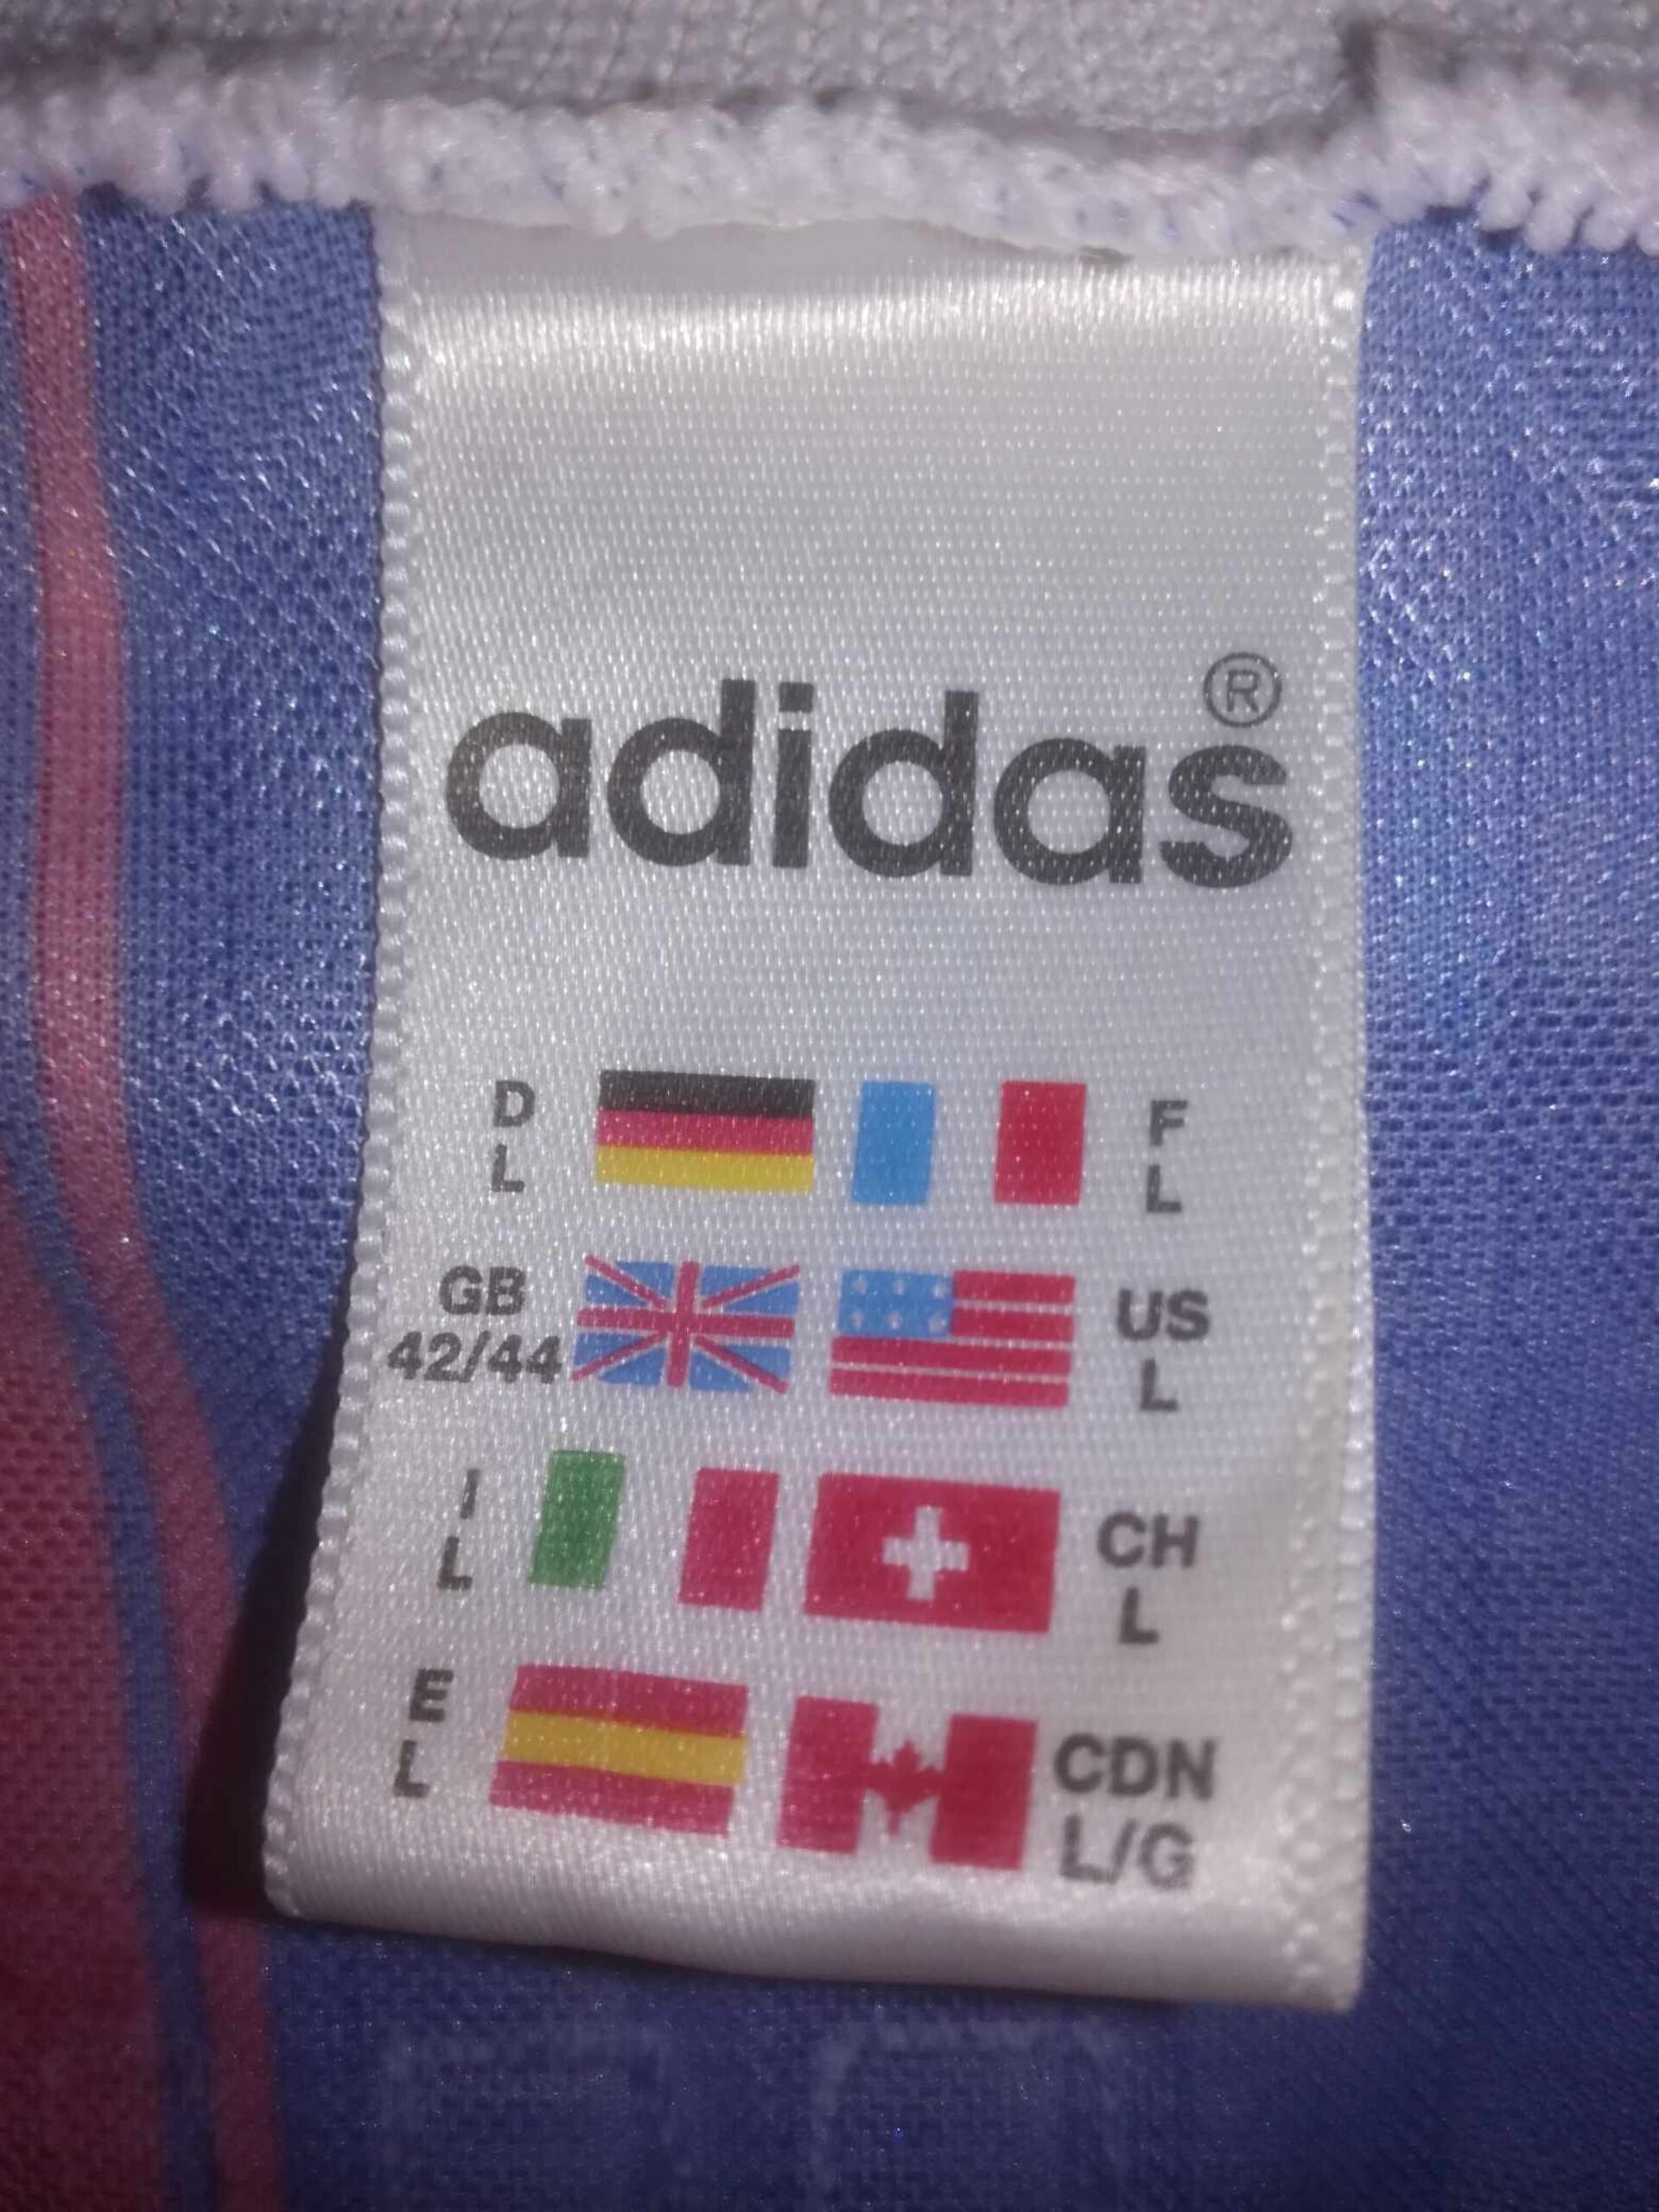 adidas®
D F
L L
GB US
42/44 L
I CH
L L
E CDN
L L/G